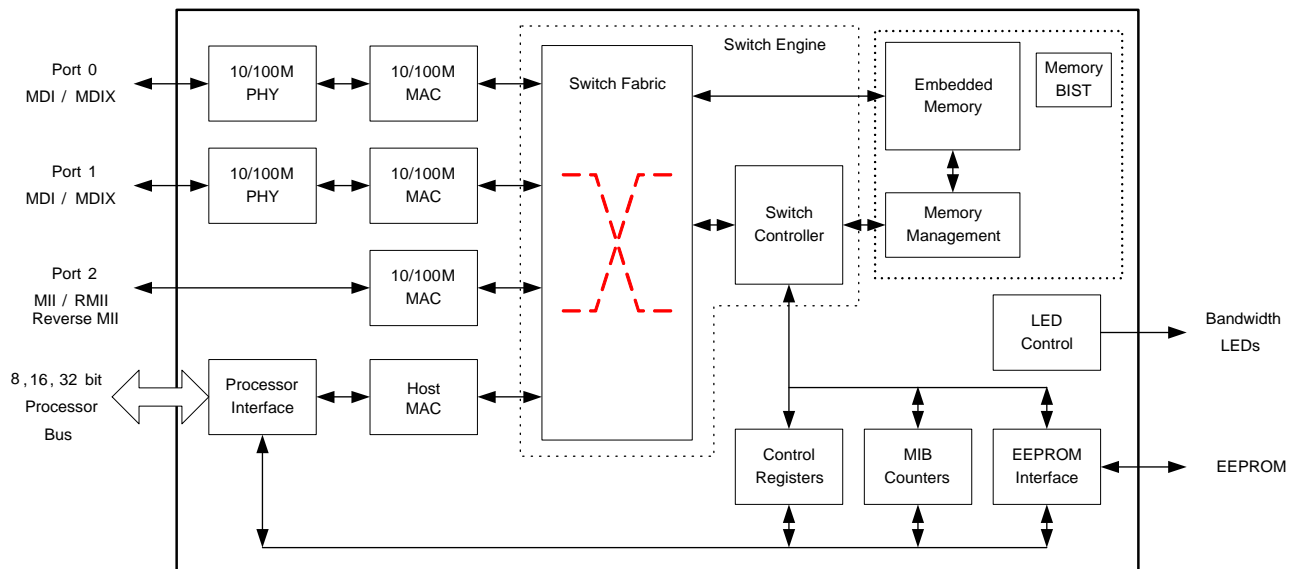 Port 0
MDI / MDIX
10/100M
PHY
10/100M
MAC
Switch Fabric
Switch Engine
Embedded
Memory
Memory
BIST
Port 1
MDI / MDIX
10/100M
PHY
10/100M
MAC
Switch
Controller
Memory
Management
Port 2
MII / RMII
Reverse MII
10/100M
MAC
LED
Control
Bandwidth
LEDs
8,16,32 bit
Processor
Bus
Processor
Interface
Host
MAC
Control
Registers
MIB
Counters
EEPROM
Interface
EEPROM